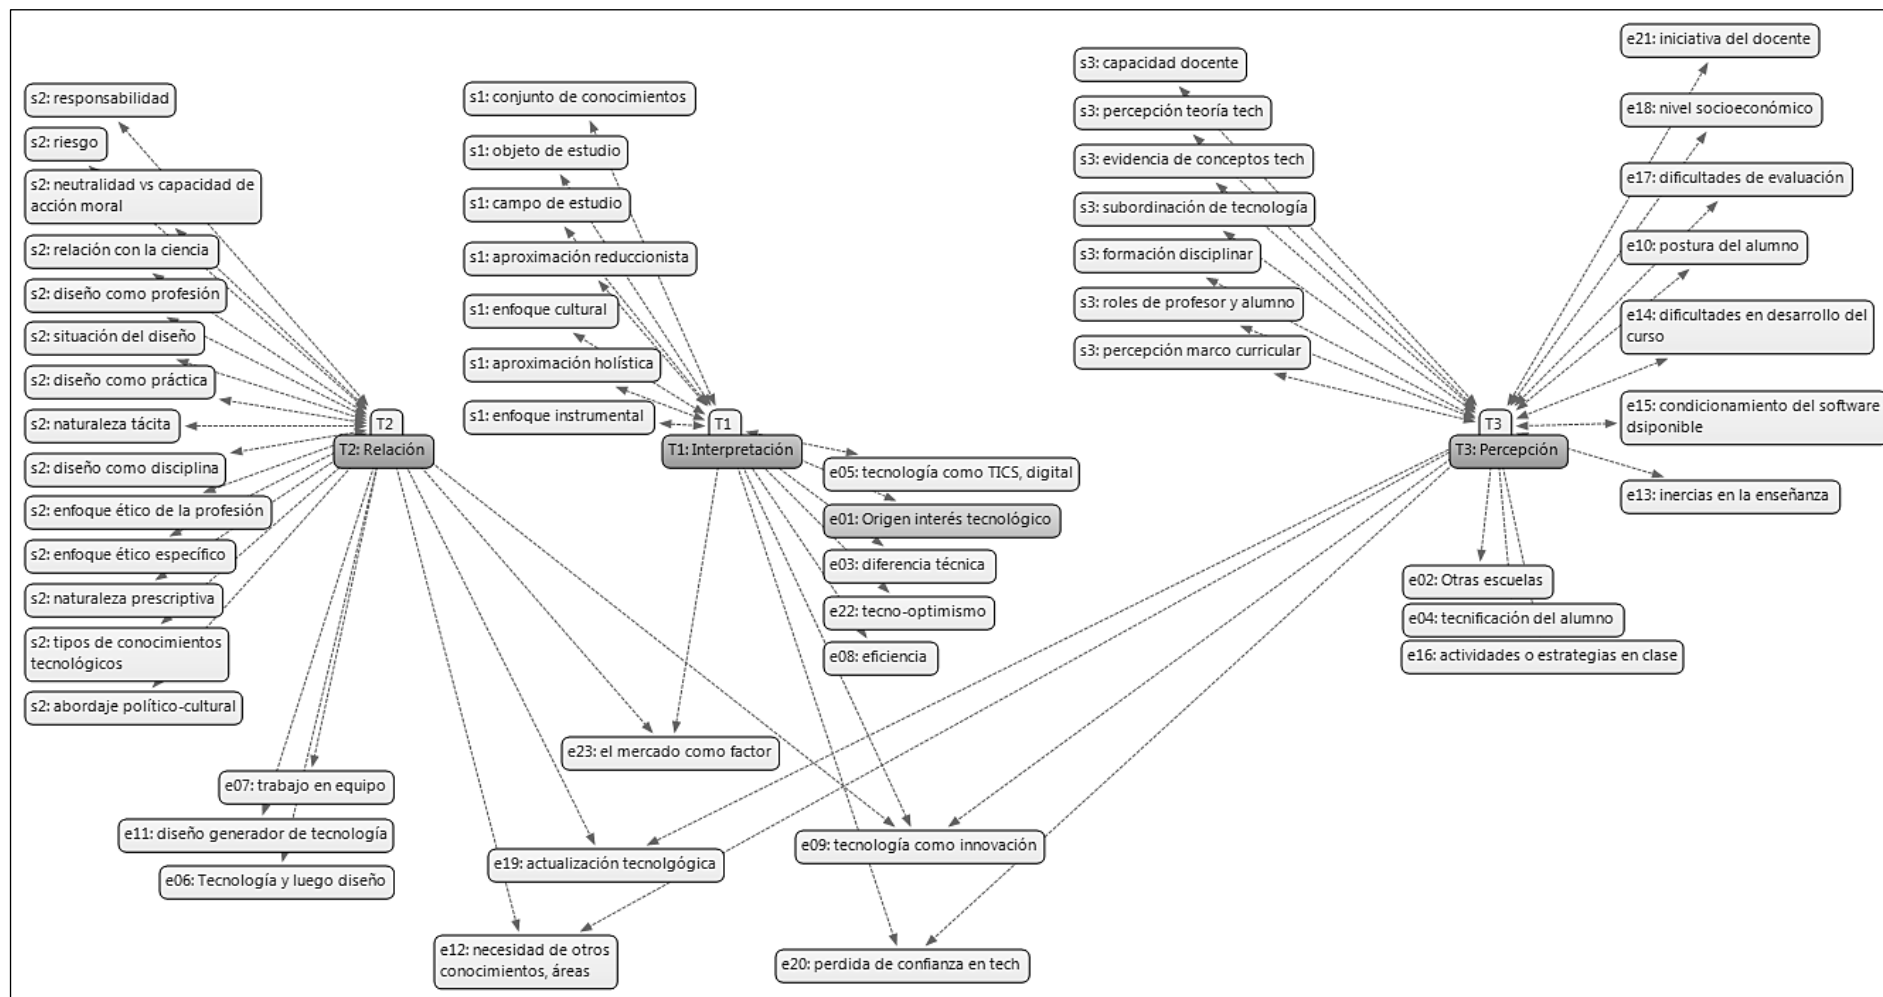 s2: responsabilidad
s2: riesgo
s2: neutralidad vs capacidad de
acción moral
s2: relación con la ciencia
s2: diseño como profesión
s2: situación del diseño
s2: diseño como práctica
s2: naturaleza tácita
s2: diseño como disciplina
s2: enfoque ético de la profesión
s2: enfoque ético específico
s2: naturaleza prescriptiva
s2: tipos de conocimientos
tecnológicos
s2: abordaje político-cultural
T2
T2: Relación
e07: trabajo en equipo
e11: diseño generador de tecnología
e06: Tecnología y luego diseño
s1: conjunto de conocimientos
s1: objeto de estudio
s1: campo de estudio
s1: aproximación reduccionista
s1: enfoque cultural
s1: aproximación holística
s1: enfoque instrumental
T1
T1: Interpretación
e05: tecnología como TICS, digital
e01: Origen interés tecnológico
e03: diferencia técnica
e22: tecno-optimismo
e08: eficiencia
e23: el mercado como factor
e19: actualización tecnolgógica
e09: tecnología como innovación
e12: necesidad de otros
conocimientos, áreas
e20: perdida de confianza en tech
s3: capacidad docente
s3: percepción teoría tech
s3: evidencia de conceptos tech
s3: subordinación de tecnología
s3: formación disciplinar
s3: roles de profesor y alumno
s3: percepción marco curricular
T3
T3: Percepción
e21: iniciativa del docente
e18: nivel socioeconómico
e17: dificultades de evaluación
e10: postura del alumno
e14: dificultades en desarrollo del
curso
e15: condicionamiento del software
dsiponible
e13: inercias en la enseñanza
e02: Otras escuelas
e04: tecnificación del alumno
e16: actividades o estrategias en clase